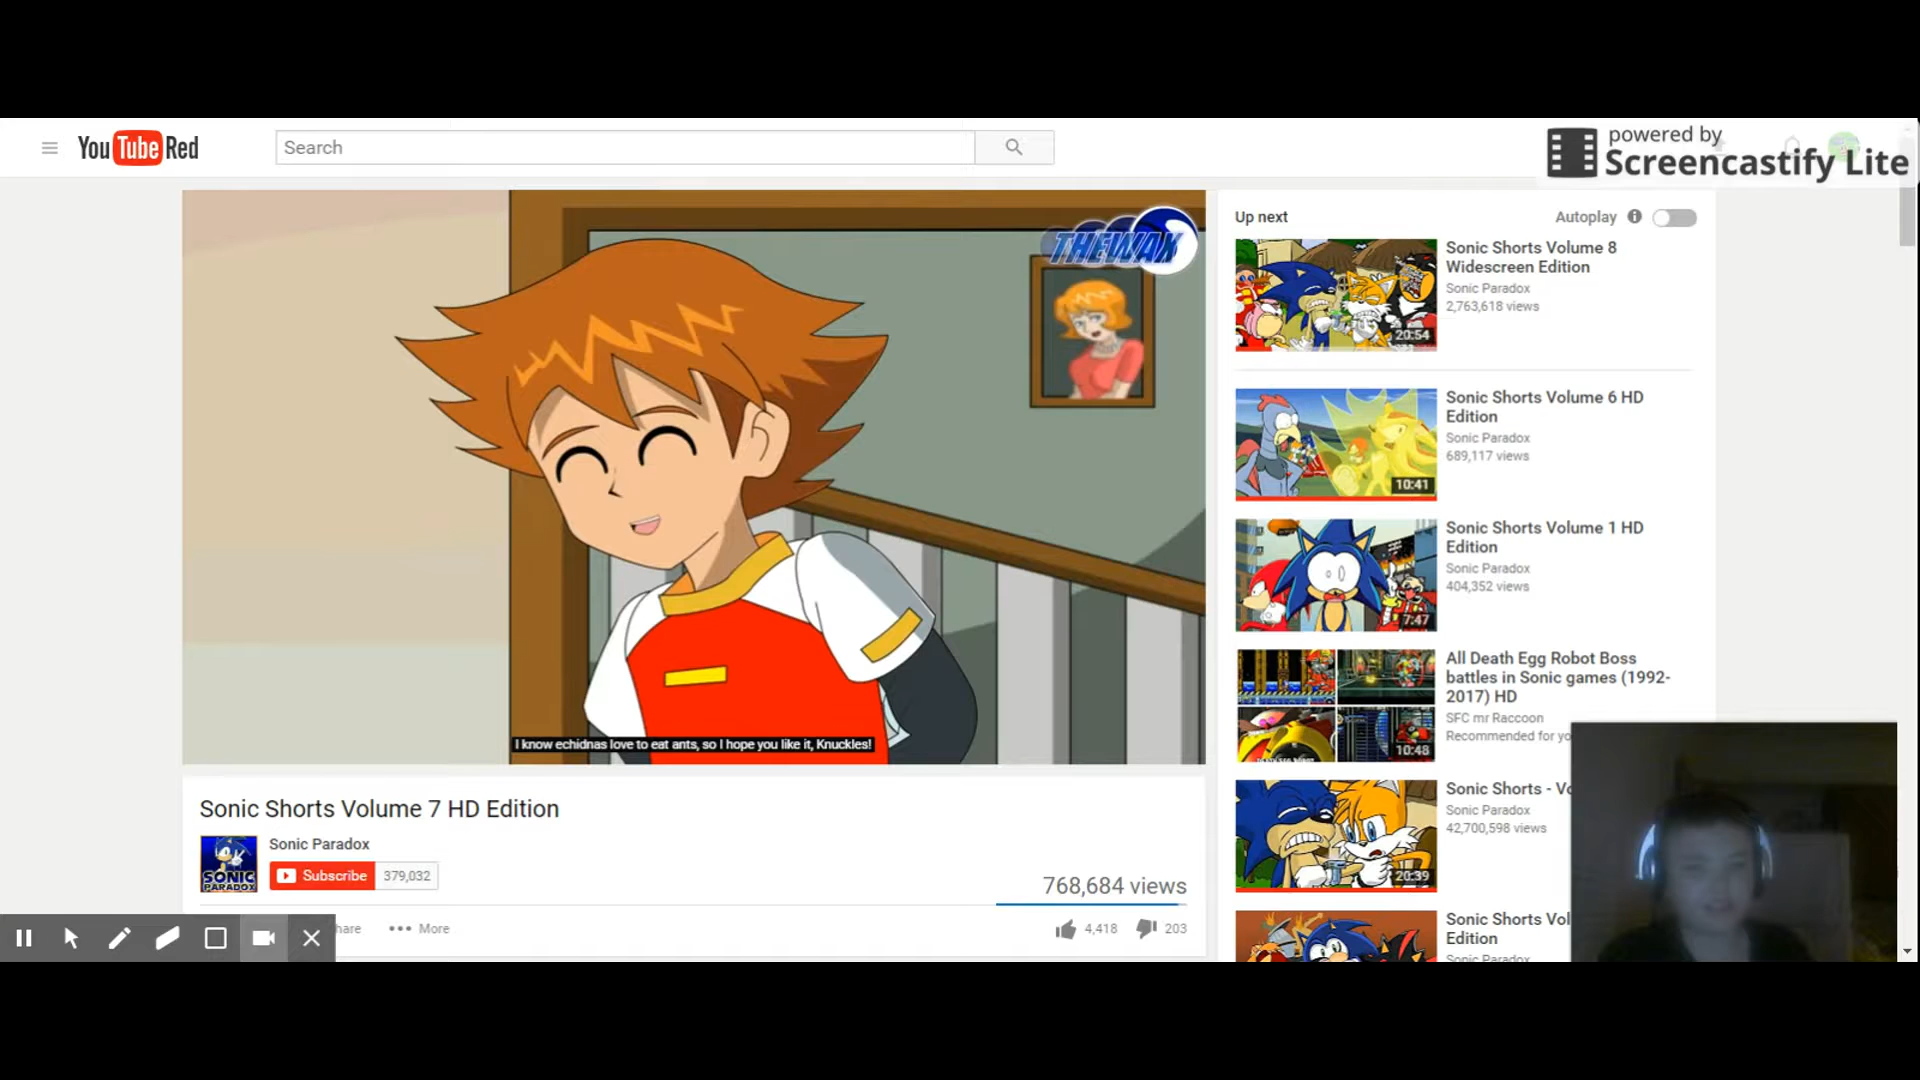 YouTube Red
Search
powered by
Screencastify Lite
THEWAX
I know echidnas love to eat ants, so I hope you like it, Knuckles!
Sonic Shorts Volume 7 HD Edition
SONIC
PARADOX
Sonic Paradox
Subscribe 379,032
768,684 views
hare
More
4,418
203
Up next
Autoplay
Sonic Shorts Volume 8
Widescreen Edition
Sonic Paradox
2,763,618 views
20:54
Sonic Shorts Volume 6 HD
Edition
Sonic Paradox
689,117 views
10:41
Sonic Shorts Volume 1 HD
Edition
Sonic Paradox
404,352 views
7:47
All Death Egg Robot Boss
battles in Sonic games (1992-
2017) HD
SFC mr Raccoon
Recommended for yo
10:48
Sonic Shorts - Vo
Sonic Paradox
42,700,598 views
20:39
Sonic Shorts Vol
Edition
Sonic Paradox